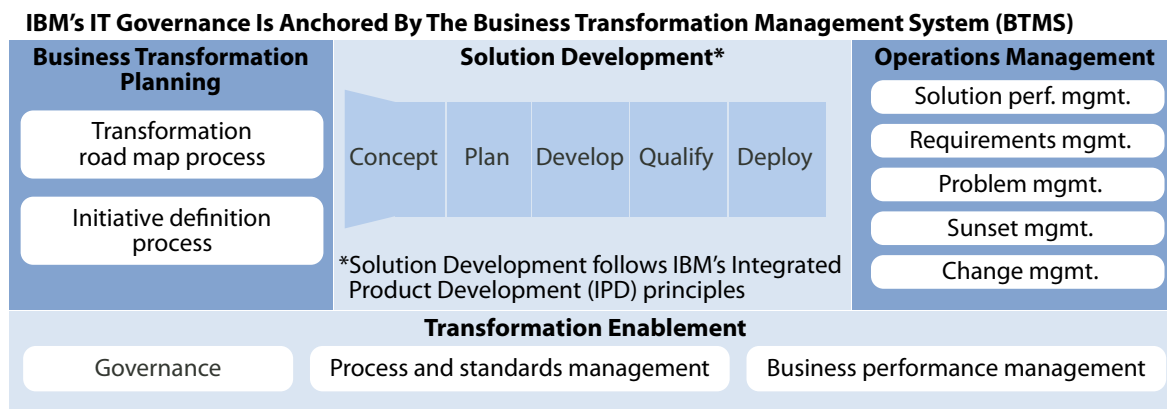 IBM’s IT Governance Is Anchored By The Business Transformation Management System (BTMS)
Business Transformation
Planning
Transformation
road map process
Initiative definition
process
Solution Development*
Concept
Plan
Develop
Qualify
Deploy
*Solution Development follows IBM’s Integrated
Product Development (IPD) principles
Operations Management
Solution perf. mgmt.
Requirements mgmt.
Problem mgmt.
Sunset mgmt.
Change mgmt.
Transformation Enablement
Governance
Process and standards management
Business performance management